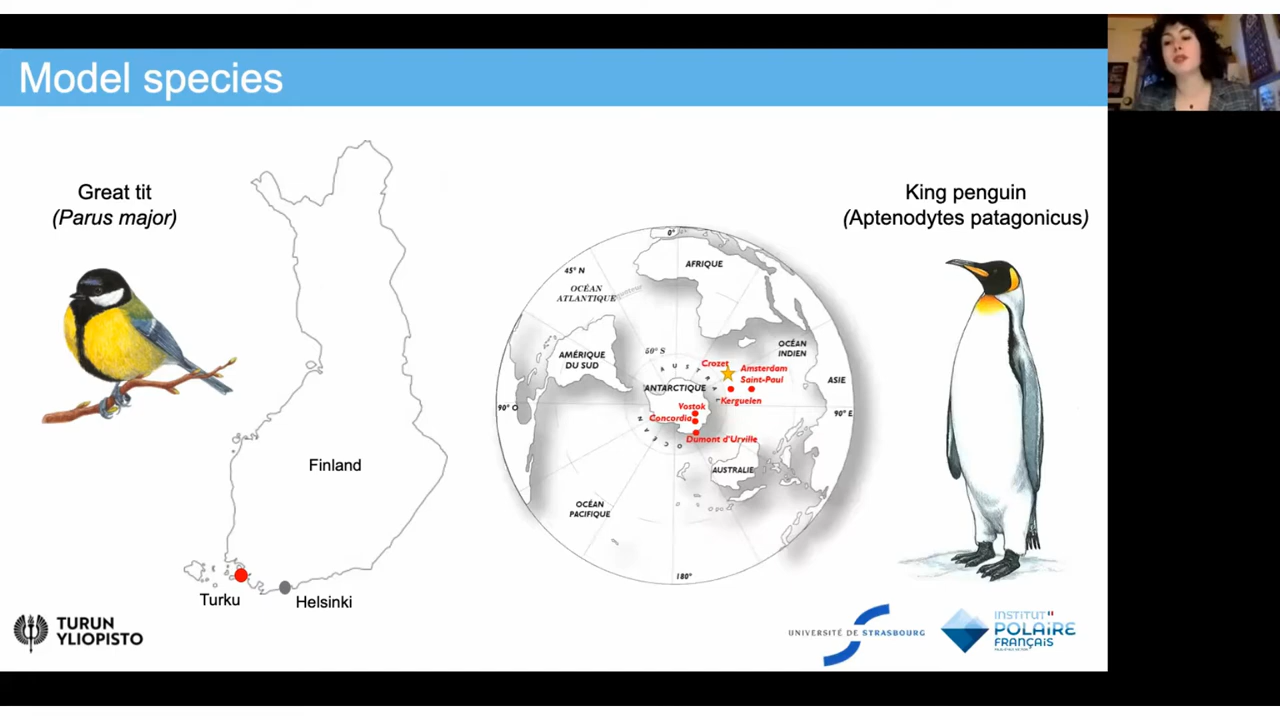 Model species
Great tit
(Parus major)
Finland
Turku
Helsinki
TURUN
YLIOPISTO
0°
45° N
AFRIQUE
OCÉAN
ATLANTIQUE
AMÉRIQUE
DU SUD
60° S
OCÉAN
INDIEN
Crozet
Amsterdam
Saint-Paul
ASIE
ANTARCTIQUE
Kerguelen
90° O
90° E
Vostok
Concordia
Dumont d'Urville
AUSTRALIE
OCÉAN
PACIFIQUE
180°
King penguin
(Aptenodytes patagonicus)
UNIVERSITÉ DE STRASBOURG
INSTITUT
POLAIRE
FRANÇAIS